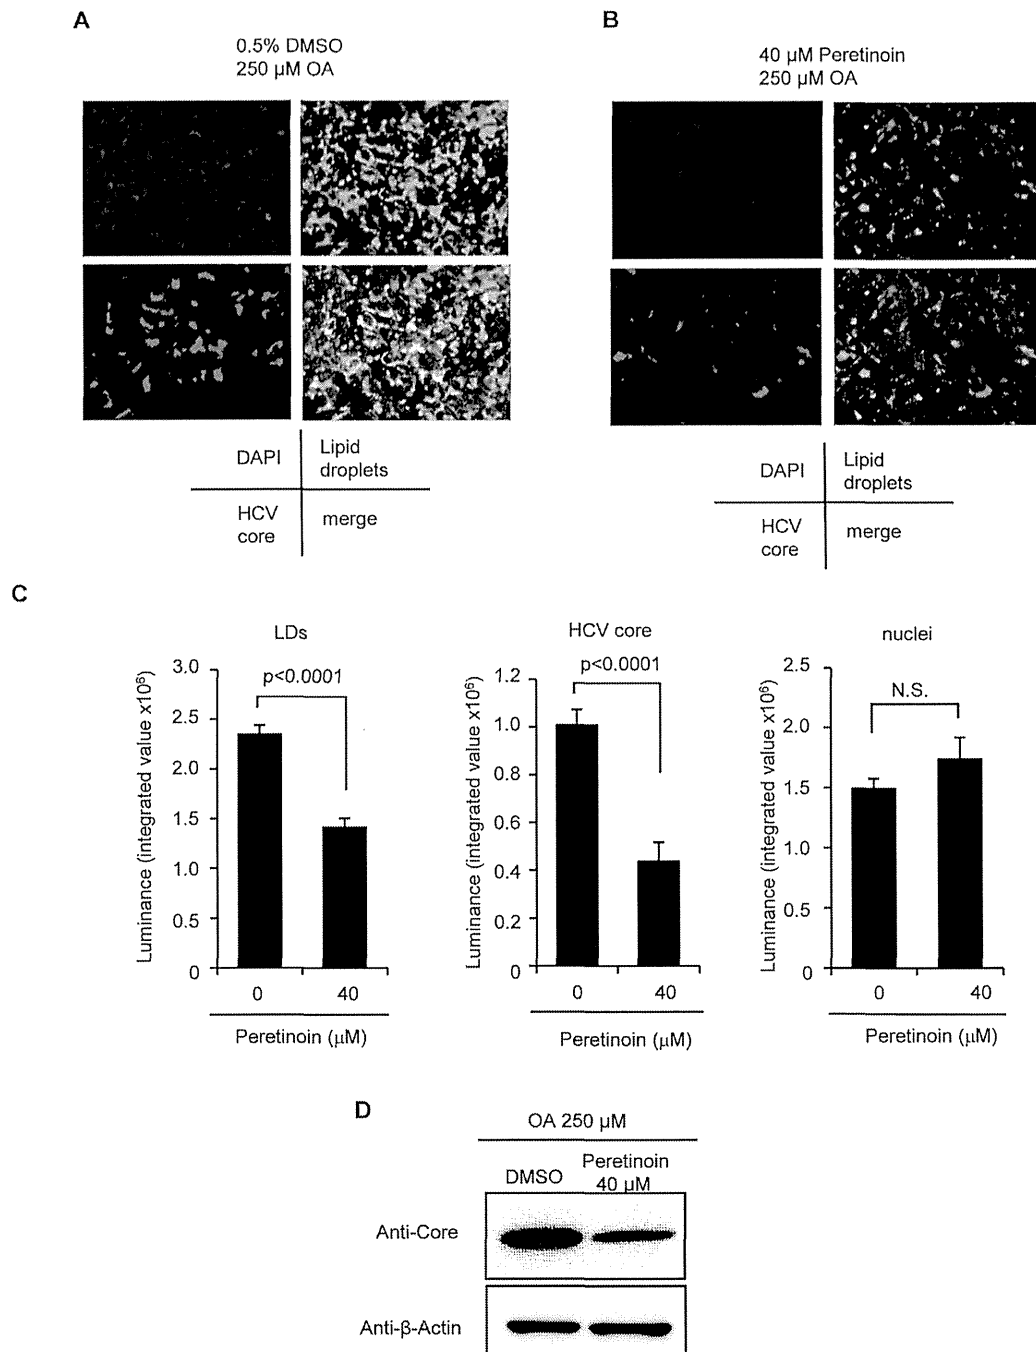 A
0.5% DMSO
250 µM OA
B
40 µM Peretinoin
250 µM OA
DAPI
Lipid
droplets
HCV
core
merge
DAPI
Lipid
droplets
HCV
core
merge
C
LDs
p<0.0001
Luminance (integrated value x10⁶)
3.0
2.5
2.0
1.5
1.0
0.5
0
0 40
Peretinoin (µM)
HCV core
p<0.0001
Luminance (integrated value x10⁶)
1.2
1.0
0.8
0.6
0.4
0.2
0
0 40
Peretinoin (µM)
nuclei
N.S.
Luminance (integrated value x10⁶)
2.5
2.0
1.5
1.0
0.5
0
0 40
Peretinoin (µM)
D
OA 250 µM
DMSO
Peretinoin
40 µM
Anti-Core
Anti-β-Actin